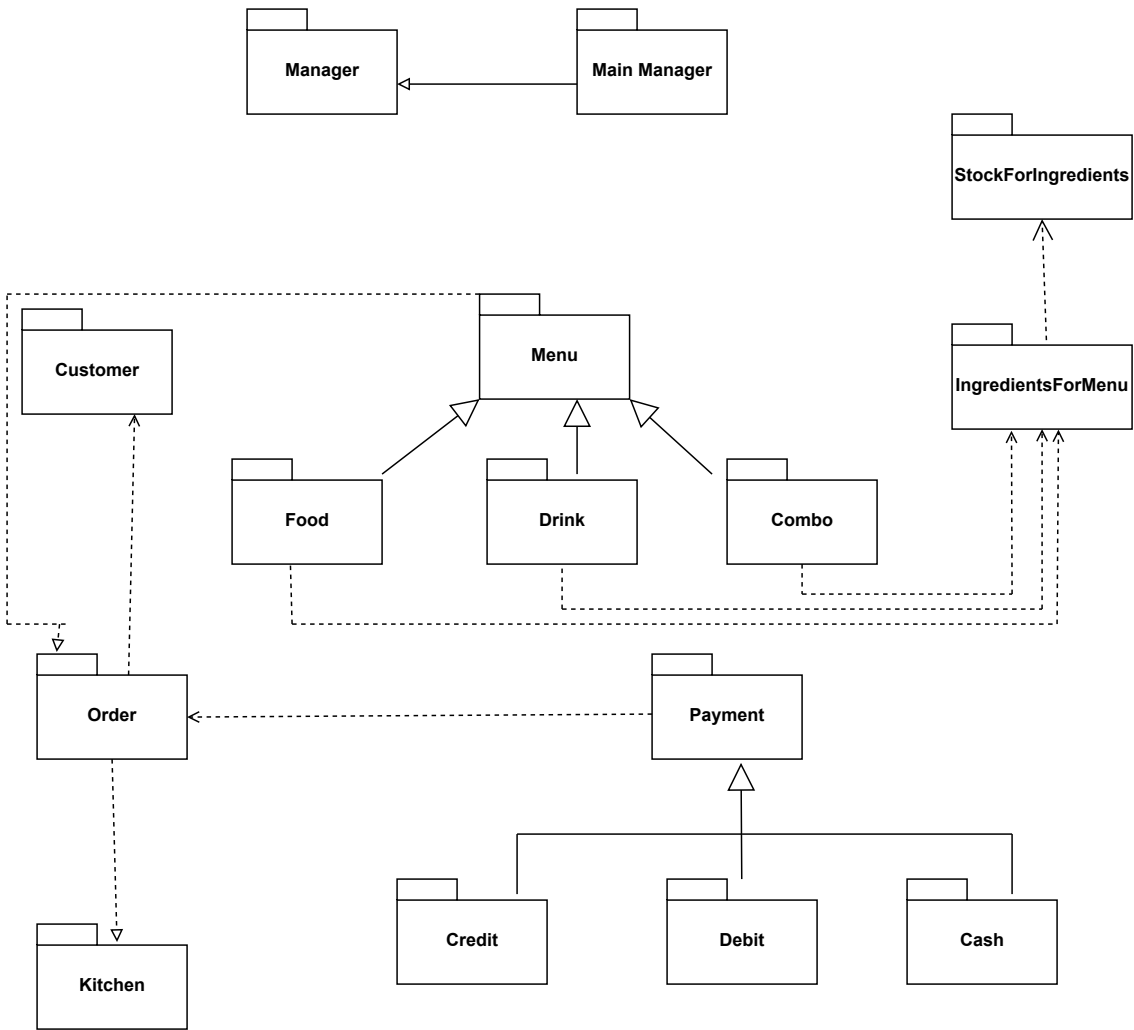 Manager
Main Manager
StockForIngredients
Customer
Menu
IngredientsForMenu
Food
Drink
Combo
Order
Payment
Credit
Debit
Cash
Kitchen